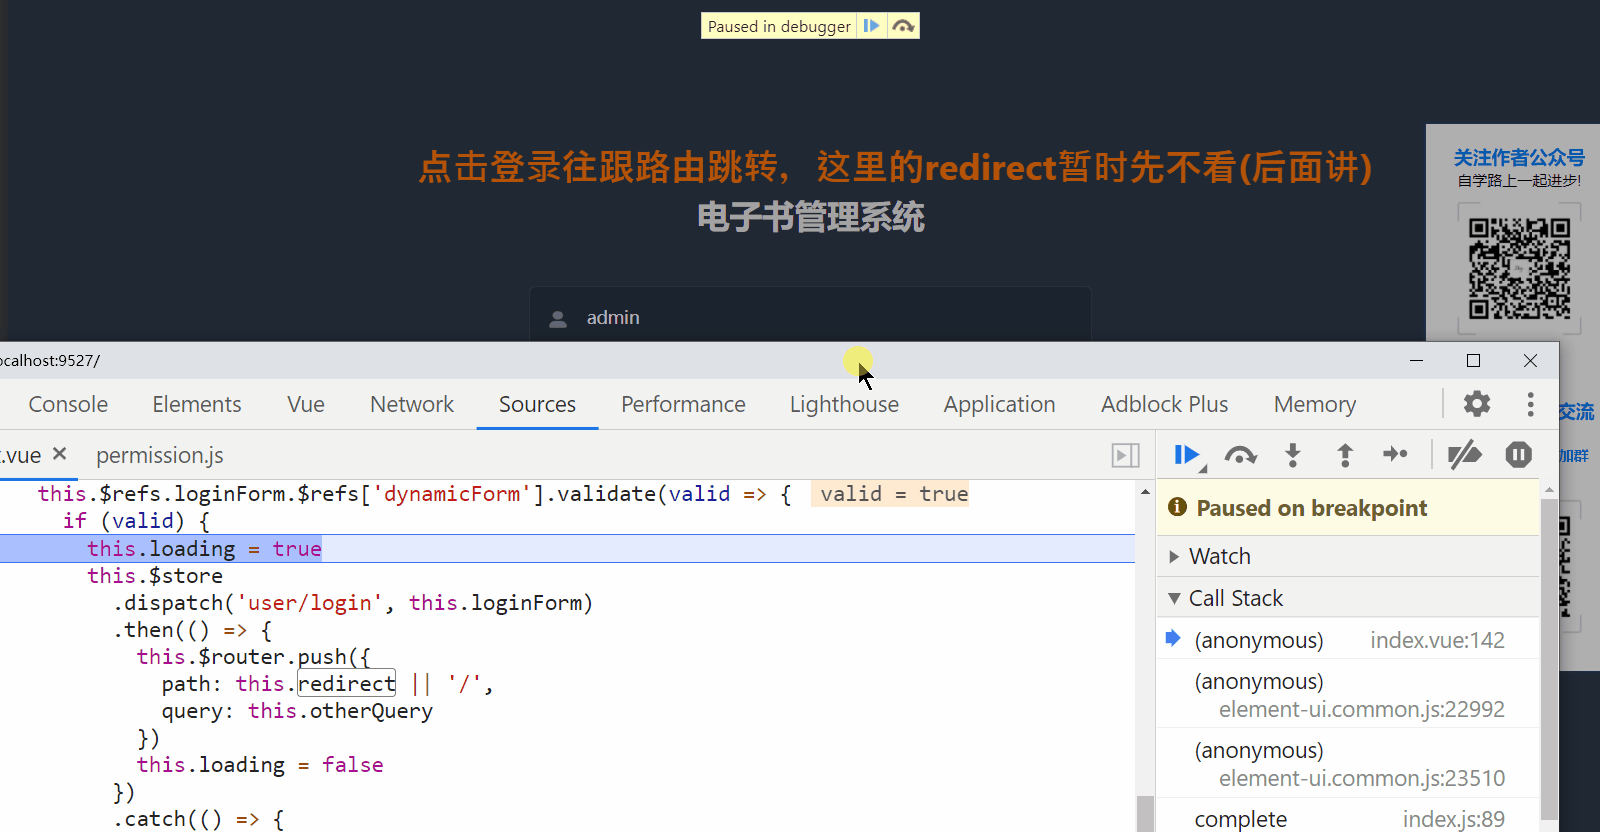 Paused in debugger
点击登录往跟路由跳转，这里的redirect暂时先不看(后面讲)
电子书管理系统
关注作者公众号
自学路上一起进步!
admin
ocalhost:9527/
Console Elements Vue Network Sources Performance Lighthouse Application Adblock Plus Memory
交流
加群
.vue permission.js
this.$refs.loginForm.$refs['dynamicForm'].validate(valid => { valid = true
if (valid) {
this.loading = true
this.$store
.dispatch('user/login', this.loginForm)
.then(() => {
this.$router.push({
path: this.redirect || '/',
query: this.otherQuery
})
this.loading = false
})
.catch(() => {
Paused on breakpoint
Watch
Call Stack
(anonymous) index.vue:142
(anonymous)
element-ui.common.js:22992
(anonymous)
element-ui.common.js:23510
complete index.js:89